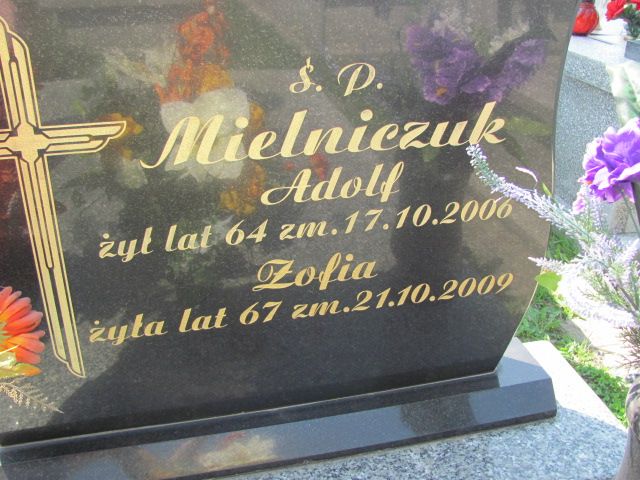 Ś. P.
Mielniczuk
Adolf
żył lat 64 zm.17.10.2006
Zofia
żyła lat 67 zm.21.10.2009